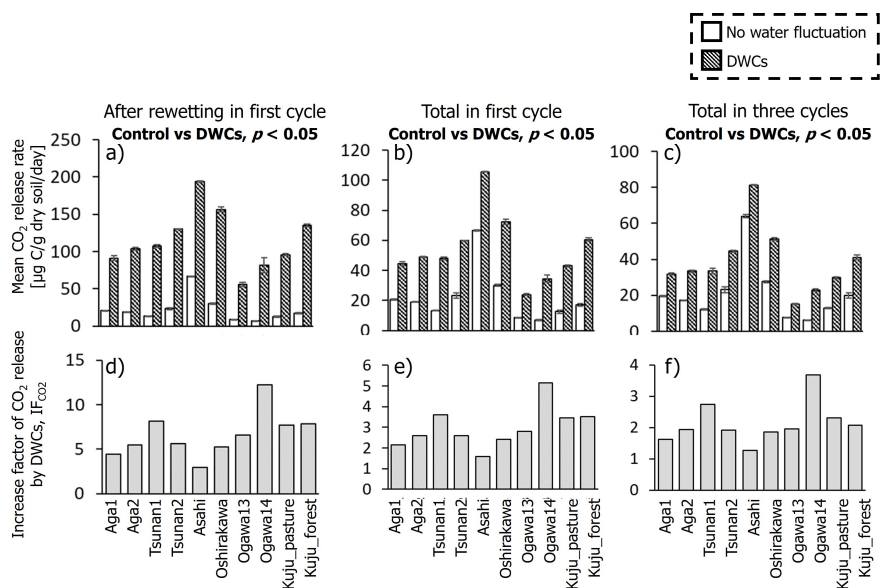 No water fluctuation
DWCs
After rewetting in first cycle
Control vs DWCs, p < 0.05
Total in first cycle
Control vs DWCs, p < 0.05
Total in three cycles
Control vs DWCs, p < 0.05
Mean CO₂ release rate
[µg C/g dry soil/day]
a)
250
200
150
100
50
0
b)
120
100
80
60
40
20
0
c)
100
80
60
40
20
0
Increase factor of CO₂ release
by DWCs, IFCO2
d)
15
10
5
0
e)
6
5
4
3
2
1
0
f)
4
3
2
1
0
Aga1
Aga2
Tsunan1
Tsunan2
Asahi
Oshirakawa
Ogawa13
Ogawa14
Kuju_pasture
Kuju_forest
Aga1
Aga2
Tsunan1
Tsunan2
Asahi
Oshirakawa
Ogawa13
Ogawa14
Kuju_pasture
Kuju_forest
Aga1
Aga2
Tsunan1
Tsunan2
Asahi
Oshirakawa
Ogawa13
Ogawa14
Kuju_pasture
Kuju_forest